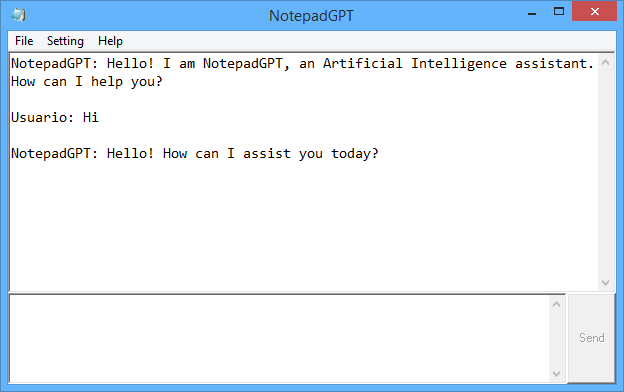 NotepadGPT
File Setting Help
NotepadGPT: Hello! I am NotepadGPT, an Artificial Intelligence assistant.
How can I help you?
Usuario: Hi
NotepadGPT: Hello! How can I assist you today?
Send